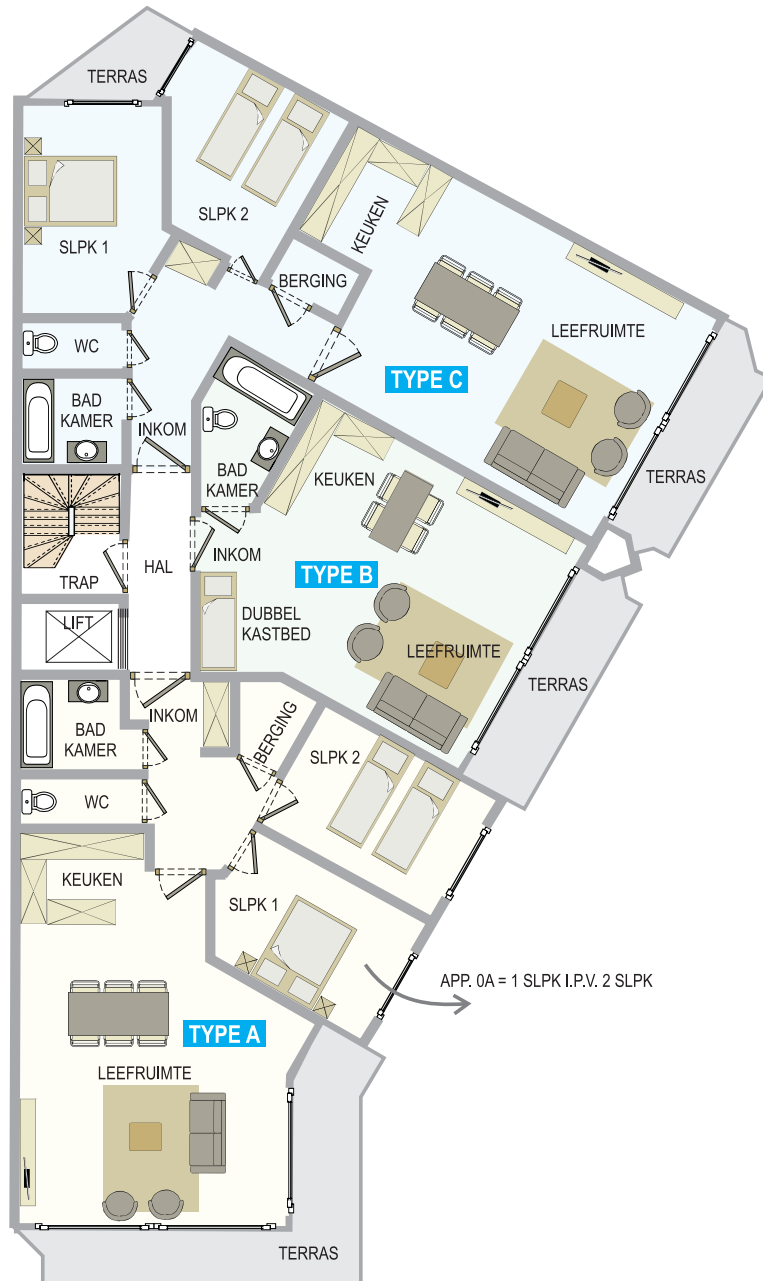 TERRAS
SLPK 2
SLPK 1
KEUKEN
BERGING
LEEFRUIMTE
WC
TYPE C
BAD
KAMER
INKOM
TERRAS
BAD
KAMER
KEUKEN
HAL
INKOM
TYPE B
TRAP
DUBBEL
KASTBED
LIFT
LEEFRUIMTE
TERRAS
INKOM
BAD
KAMER
BERGING
SLPK 2
WC
KEUKEN
SLPK 1
APP. 0A = 1 SLPK I.P.V. 2 SLPK
TYPE A
LEEFRUIMTE
TERRAS